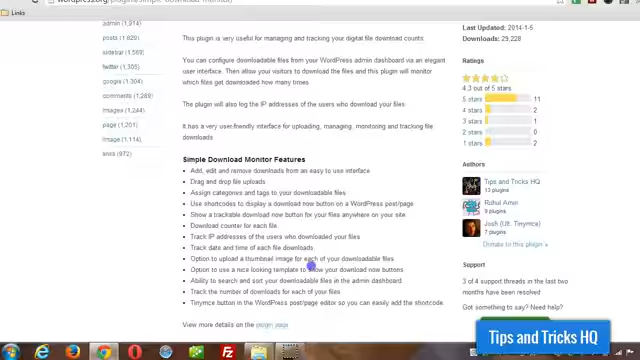 wordpress.org/plugins/simple-download-monitor/
Links
admin (1,914)
posts (1,829)
sidebar (1,569)
twitter (1,305)
google (1,304)
comments (1,289)
images (1,244)
page (1,201)
image (1,114)
links (972)
This plugin is very useful for managing and tracking your digital file download counts.
You can configure downloadable files from your WordPress admin dashboard via an elegant
user interface. Then allow your visitors to download the files and this plugin will monitor
which files get downloaded how many times.
The plugin will also log the IP addresses of the users who download your files
It has a very user-friendly interface for uploading, managing, monitoring and tracking file
downloads
Simple Download Monitor Features
Add, edit and remove downloads from an easy to use interface
Drag and drop file uploads
Assign categories and tags to your downloadable files
Use shortcodes to display a download now button on a WordPress post/page
Show a trackable download now button for your files anywhere on your site.
Download counter for each file.
Track IP addresses of the users who downloaded your files
Track date and time of each file downloads.
Option to upload a thumbnail image for each of your downloadable files
Option to use a nice looking template to show your download now buttons
Ability to search and sort your downloadable files in the admin dashboard
Track the number of downloads for each of your files
Tinymce button in the WordPress post/page editor so you can easily add the shortcode.
View more details on the plugin page
Last Updated: 2014-1-5
Downloads: 29,228
Ratings
4.3 out of 5 stars
5 stars 11
4 stars 2
3 stars 1
2 stars 0
1 stars 2
Authors
Tips and Tricks HQ
13 plugins
Ruhul Amin
9 plugins
Josh (Ult. Tinymce)
7 plugins
Donate to this plugin »
Support
3 of 4 support threads in the last two
months have been resolved
Got something to say? Need help?
Tips and Tricks HQ